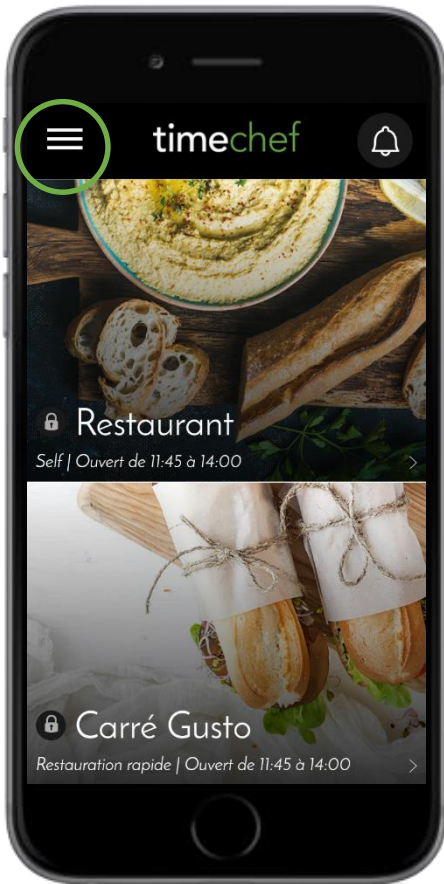 timechef
Restaurant
Self | Ouvert de 11:45 à 14:00
Carré Gusto
Restauration rapide | Ouvert de 11:45 à 14:00